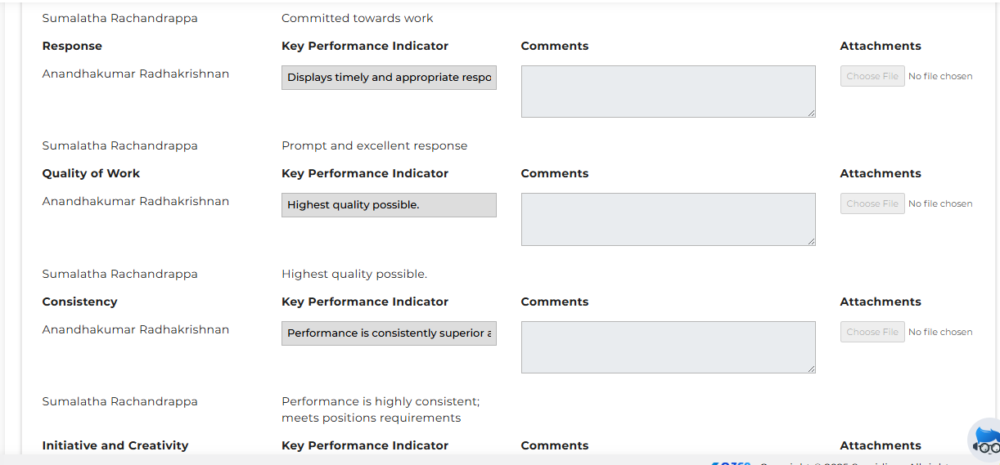 Sumalatha Rachandrappa Committed towards work
Response Key Performance Indicator Comments Attachments
Anandhakumar Radhakrishnan Displays timely and appropriate respo Choose File No file chosen
Sumalatha Rachandrappa Prompt and excellent response
Quality of Work Key Performance Indicator Comments Attachments
Anandhakumar Radhakrishnan Highest quality possible. Choose File No file chosen
Sumalatha Rachandrappa Highest quality possible.
Consistency Key Performance Indicator Comments Attachments
Anandhakumar Radhakrishnan Performance is consistently superior a Choose File No file chosen
Sumalatha Rachandrappa Performance is highly consistent;
meets positions requirements
Initiative and Creativity Key Performance Indicator Comments Attachments